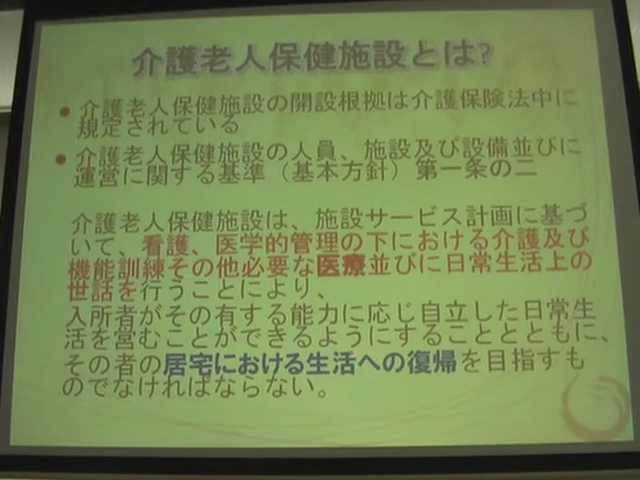 介護老人保健施設とは?
介護老人保健施設の開設根拠は介護保険法中に
規定されている
介護老人保健施設の人員、施設及び設備並びに
運営に関する基準（基本方針）第一条の二
介護老人保健施設は、施設サービス計画に基づ
いて、看護、医学的管理の下における介護及び
機能訓練その他必要な医療並びに日常生活上の
世話を行うことにより、
入所者がその有する能力に応じ自立した日常生
活を営むことができるようにすることとともに、
その者の居宅における生活への復帰を目指すも
のでなければならない。